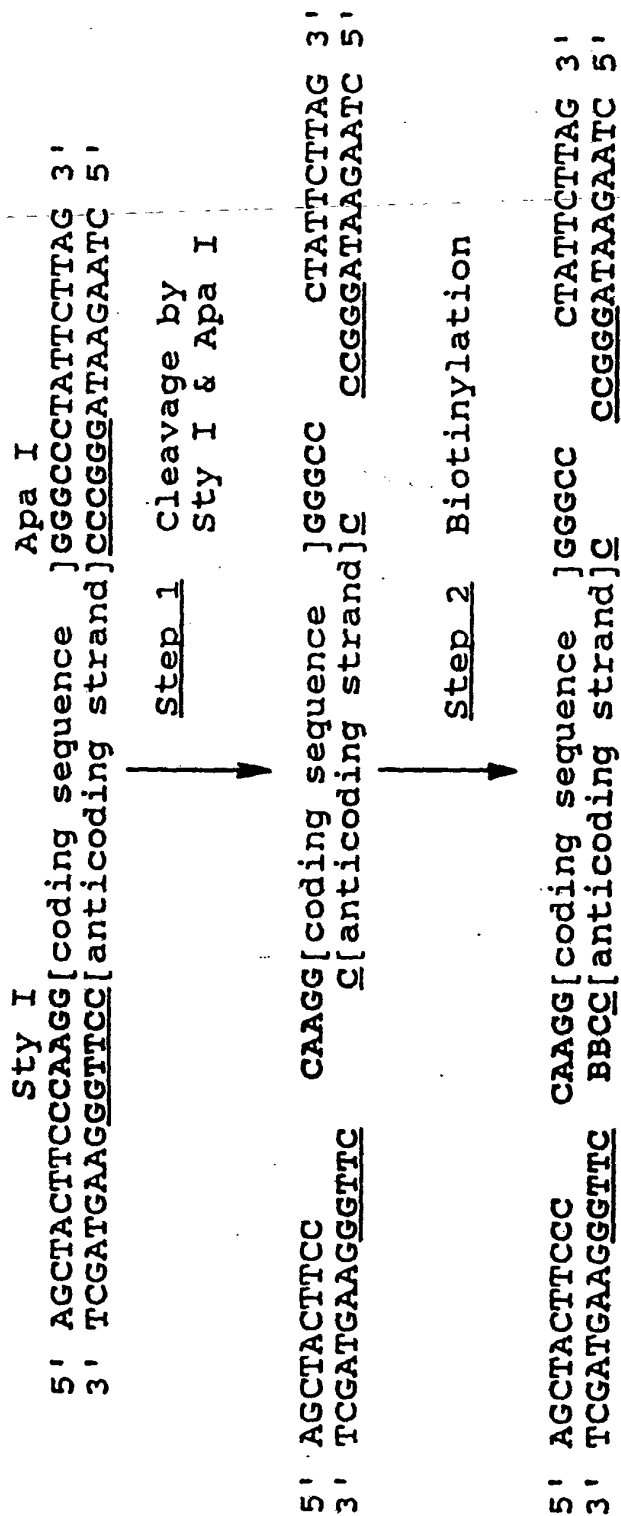 Sty I Apa I
5' AGCTACTTCCCAAGG[coding sequence ]GGGCCCTATTCTTAG 3'
3' TCGATGAAGGGTTCC[anticoding strand]CCCGGGATAAGAATC 5'
Step 1 Cleavage by
Sty I & Apa I
5' AGCTACTTCC CAAGG[coding sequence ]GGGCC CTATTCTTAG 3'
3' TCGATGAAGGGTTC C[anticoding strand]C CCGGGATAAGAATC 5'
Step 2 Biotinylation
5' AGCTACTTCCC CAAGG[coding sequence ]GGGCC CTATTCTTAG 3'
3' TCGATGAAGGGTTC BBCC[anticoding strand]C CCGGGATAAGAATC 5'